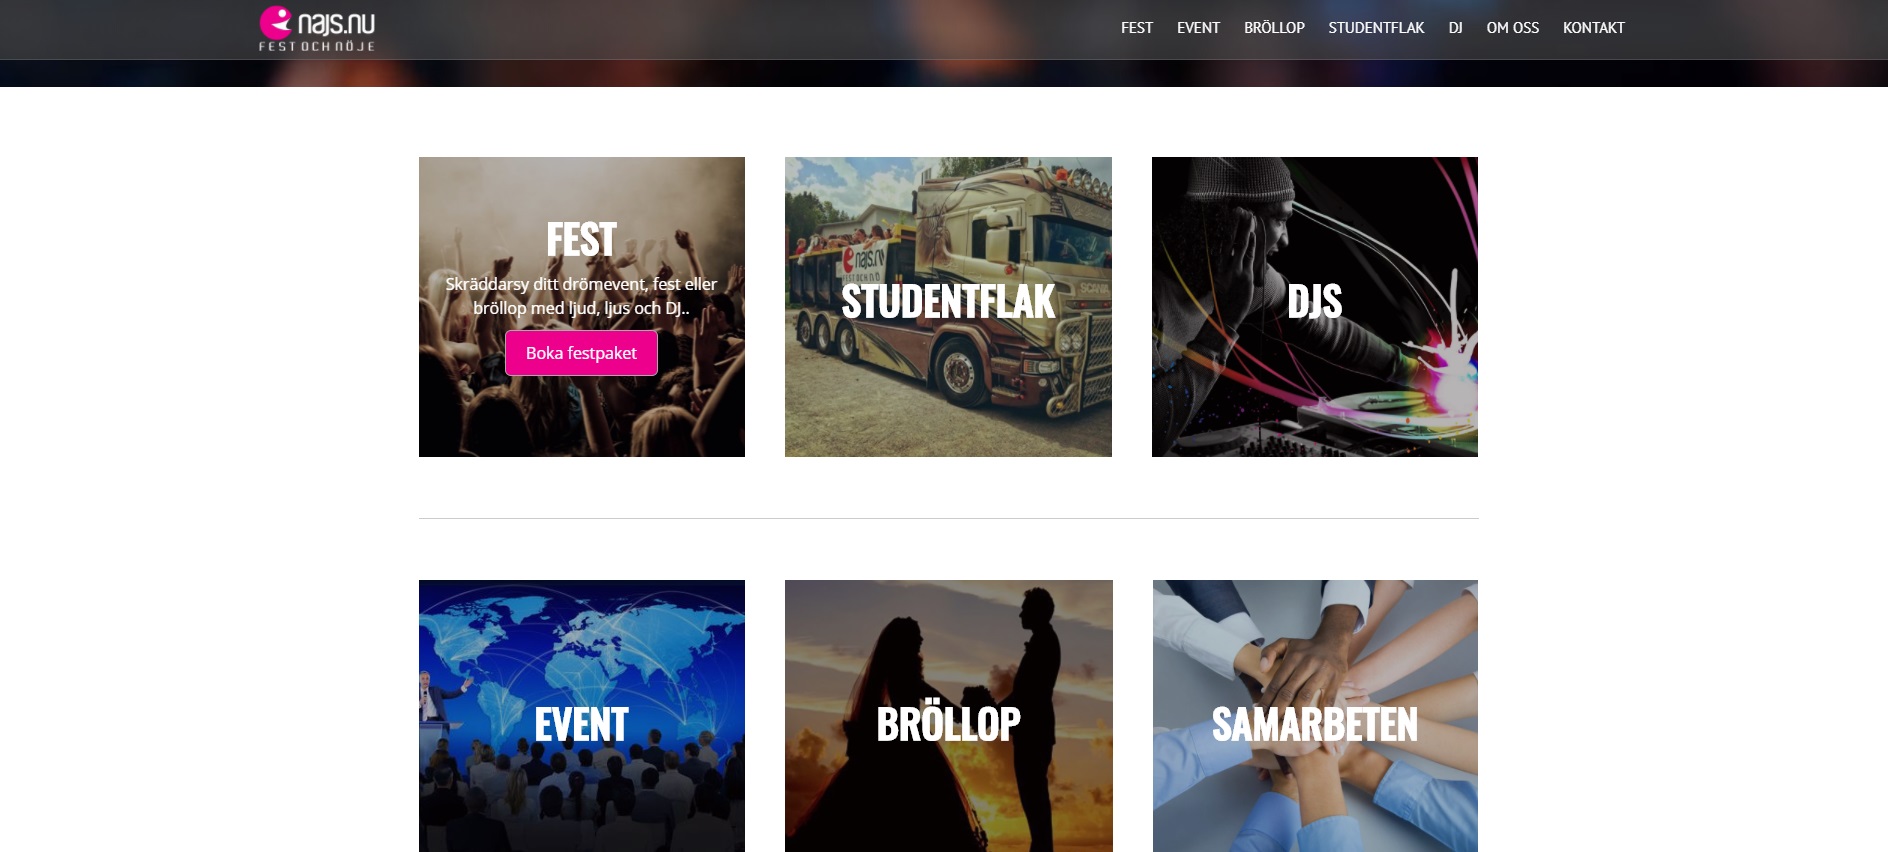 najs.nu
FEST OCH NÖJE
FEST EVENT BRÖLLOP STUDENTFLAK DJ OM OSS KONTAKT
FEST
Skräddarsy ditt drömevent, fest eller
bröllop med ljud, ljus och DJ..
Boka festpaket
najs.nu
FEST OCH NÖ
SCANIA
STUDENTFLAK
DJS
EVENT
BRÖLLOP
SAMARBETEN